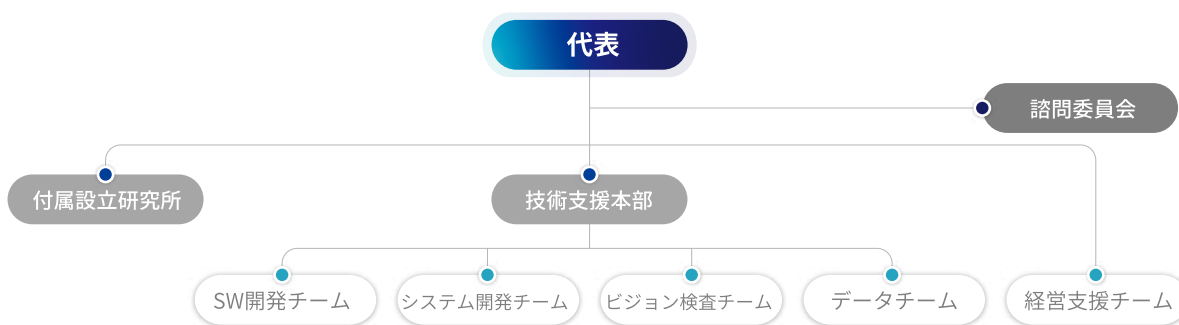 代表
諮問委員会
付属設立研究所
技術支援本部
SW開発チーム
システム開発チーム
ビジョン検査チーム
データチーム
経営支援チーム